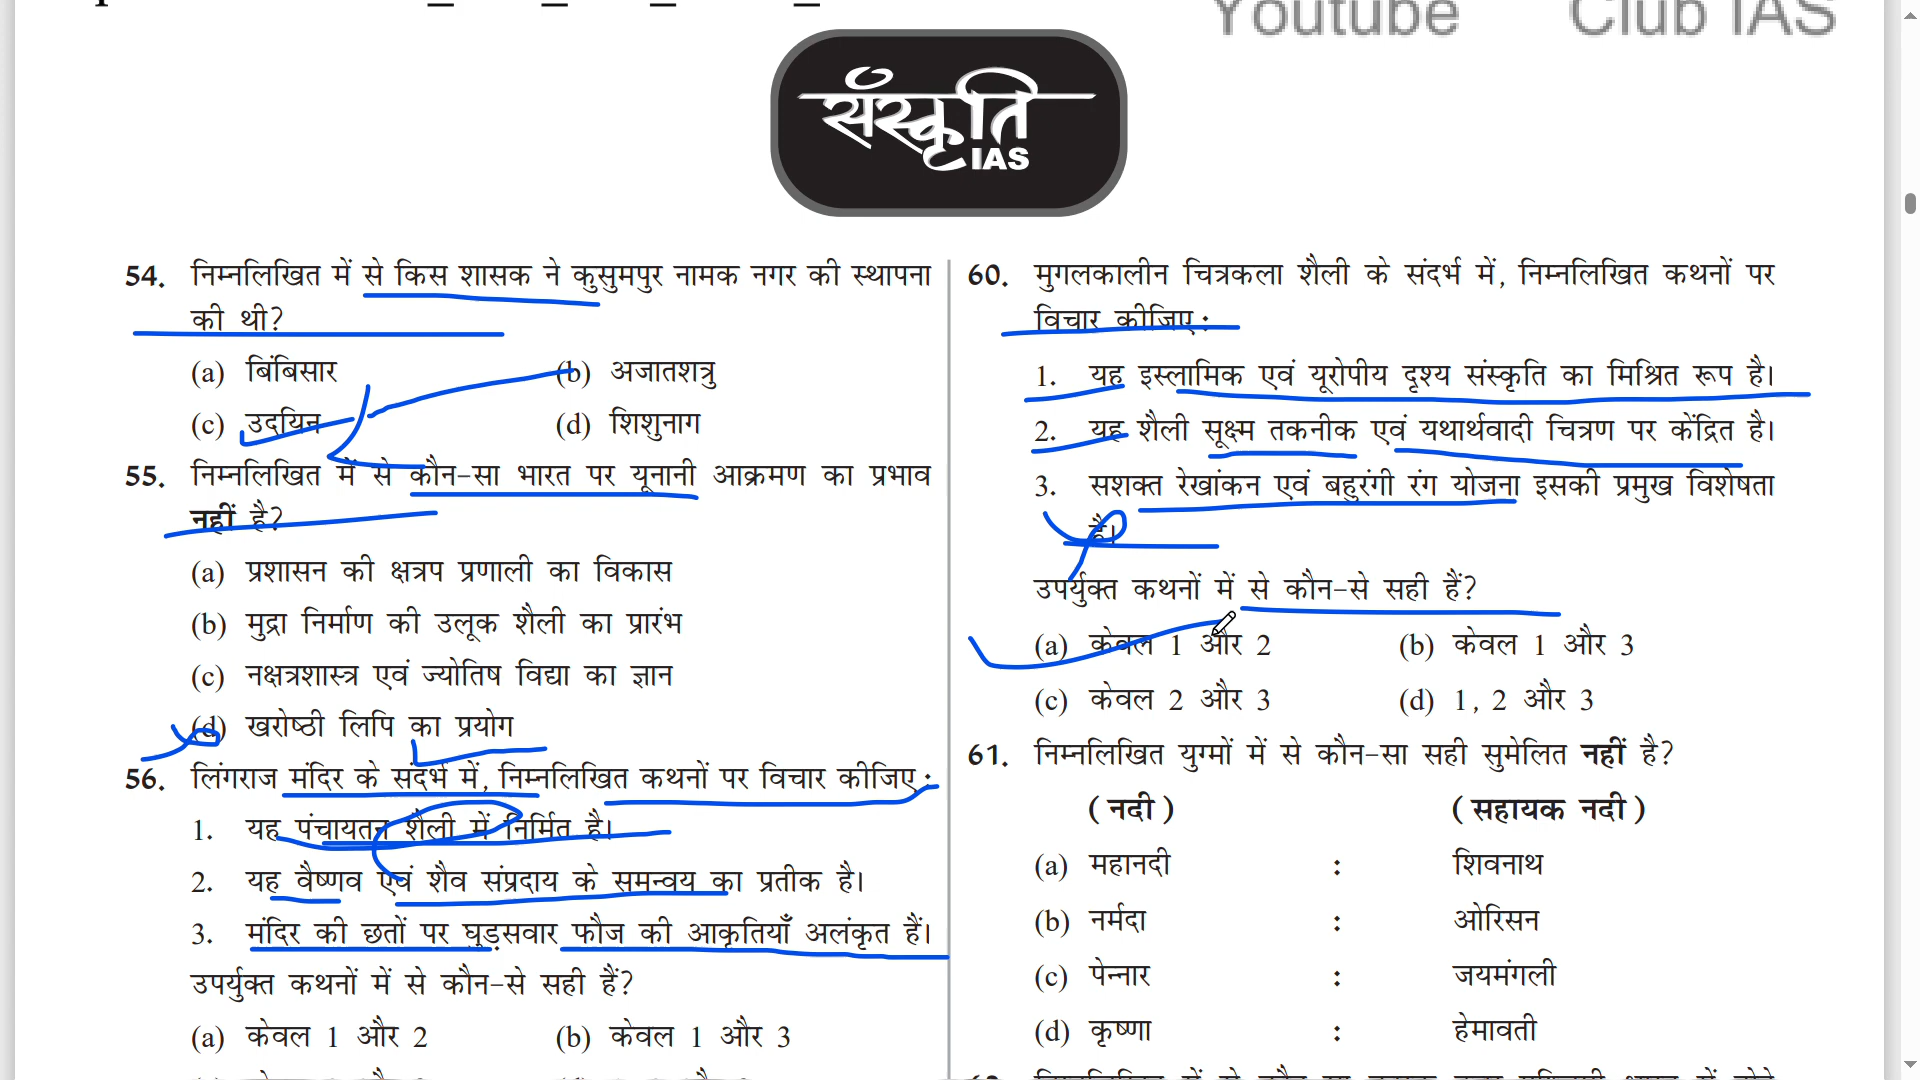 Youtube Club IAS
संस्कृति
IAS
54. निम्नलिखित में से किस शासक ने कुसुमपुर नामक नगर की स्थापना
की थी?
(a) बिंबिसार (b) अजातशत्रु
(c) उदयिन (d) शिशुनाग
55. निम्नलिखित में से कौन-सा भारत पर यूनानी आक्रमण का प्रभाव
नहीं है?
(a) प्रशासन की क्षत्रप प्रणाली का विकास
(b) मुद्रा निर्माण की उलूक शैली का प्रारंभ
(c) नक्षत्रशास्त्र एवं ज्योतिष विद्या का ज्ञान
(d) खरोष्ठी लिपि का प्रयोग
56. लिंगराज मंदिर के संदर्भ में, निम्नलिखित कथनों पर विचार कीजिए:
1. यह पंचायतन शैली में निर्मित है।
2. यह वैष्णव एवं शैव संप्रदाय के समन्वय का प्रतीक है।
3. मंदिर की छतों पर घुड़सवार फौज की आकृतियाँ अलंकृत हैं।
उपर्युक्त कथनों में से कौन-से सही हैं?
(a) केवल 1 और 2 (b) केवल 1 और 3
60. मुगलकालीन चित्रकला शैली के संदर्भ में, निम्नलिखित कथनों पर
विचार कीजिए:
1. यह इस्लामिक एवं यूरोपीय दृश्य संस्कृति का मिश्रित रूप है।
2. यह शैली सूक्ष्म तकनीक एवं यथार्थवादी चित्रण पर केंद्रित है।
3. सशक्त रेखांकन एवं बहुरंगी रंग योजना इसकी प्रमुख विशेषता
है।
उपर्युक्त कथनों में से कौन-से सही हैं?
(a) केवल 1 और 2 (b) केवल 1 और 3
(c) केवल 2 और 3 (d) 1, 2 और 3
61. निम्नलिखित युग्मों में से कौन-सा सही सुमेलित नहीं है?
(नदी) (सहायक नदी)
(a) महानदी : शिवनाथ
(b) नर्मदा : ओरिसन
(c) पेन्नार : जयमंगली
(d) कृष्णा : हेमावती